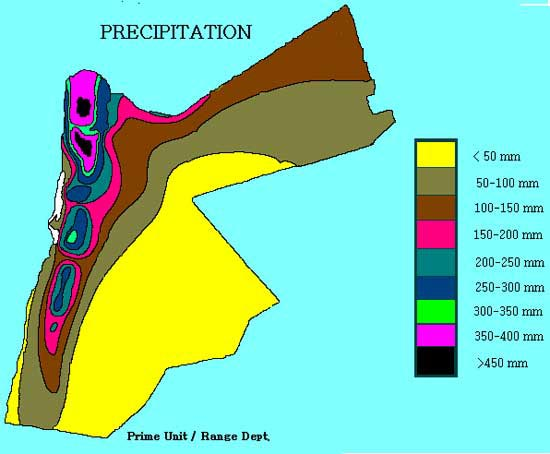 PRECIPITATION
< 50 mm
50-100 mm
100-150 mm
150-200 mm
200-250 mm
250-300 mm
300-350 mm
350-400 mm
>450 mm
Prime Unit / Range Dept.